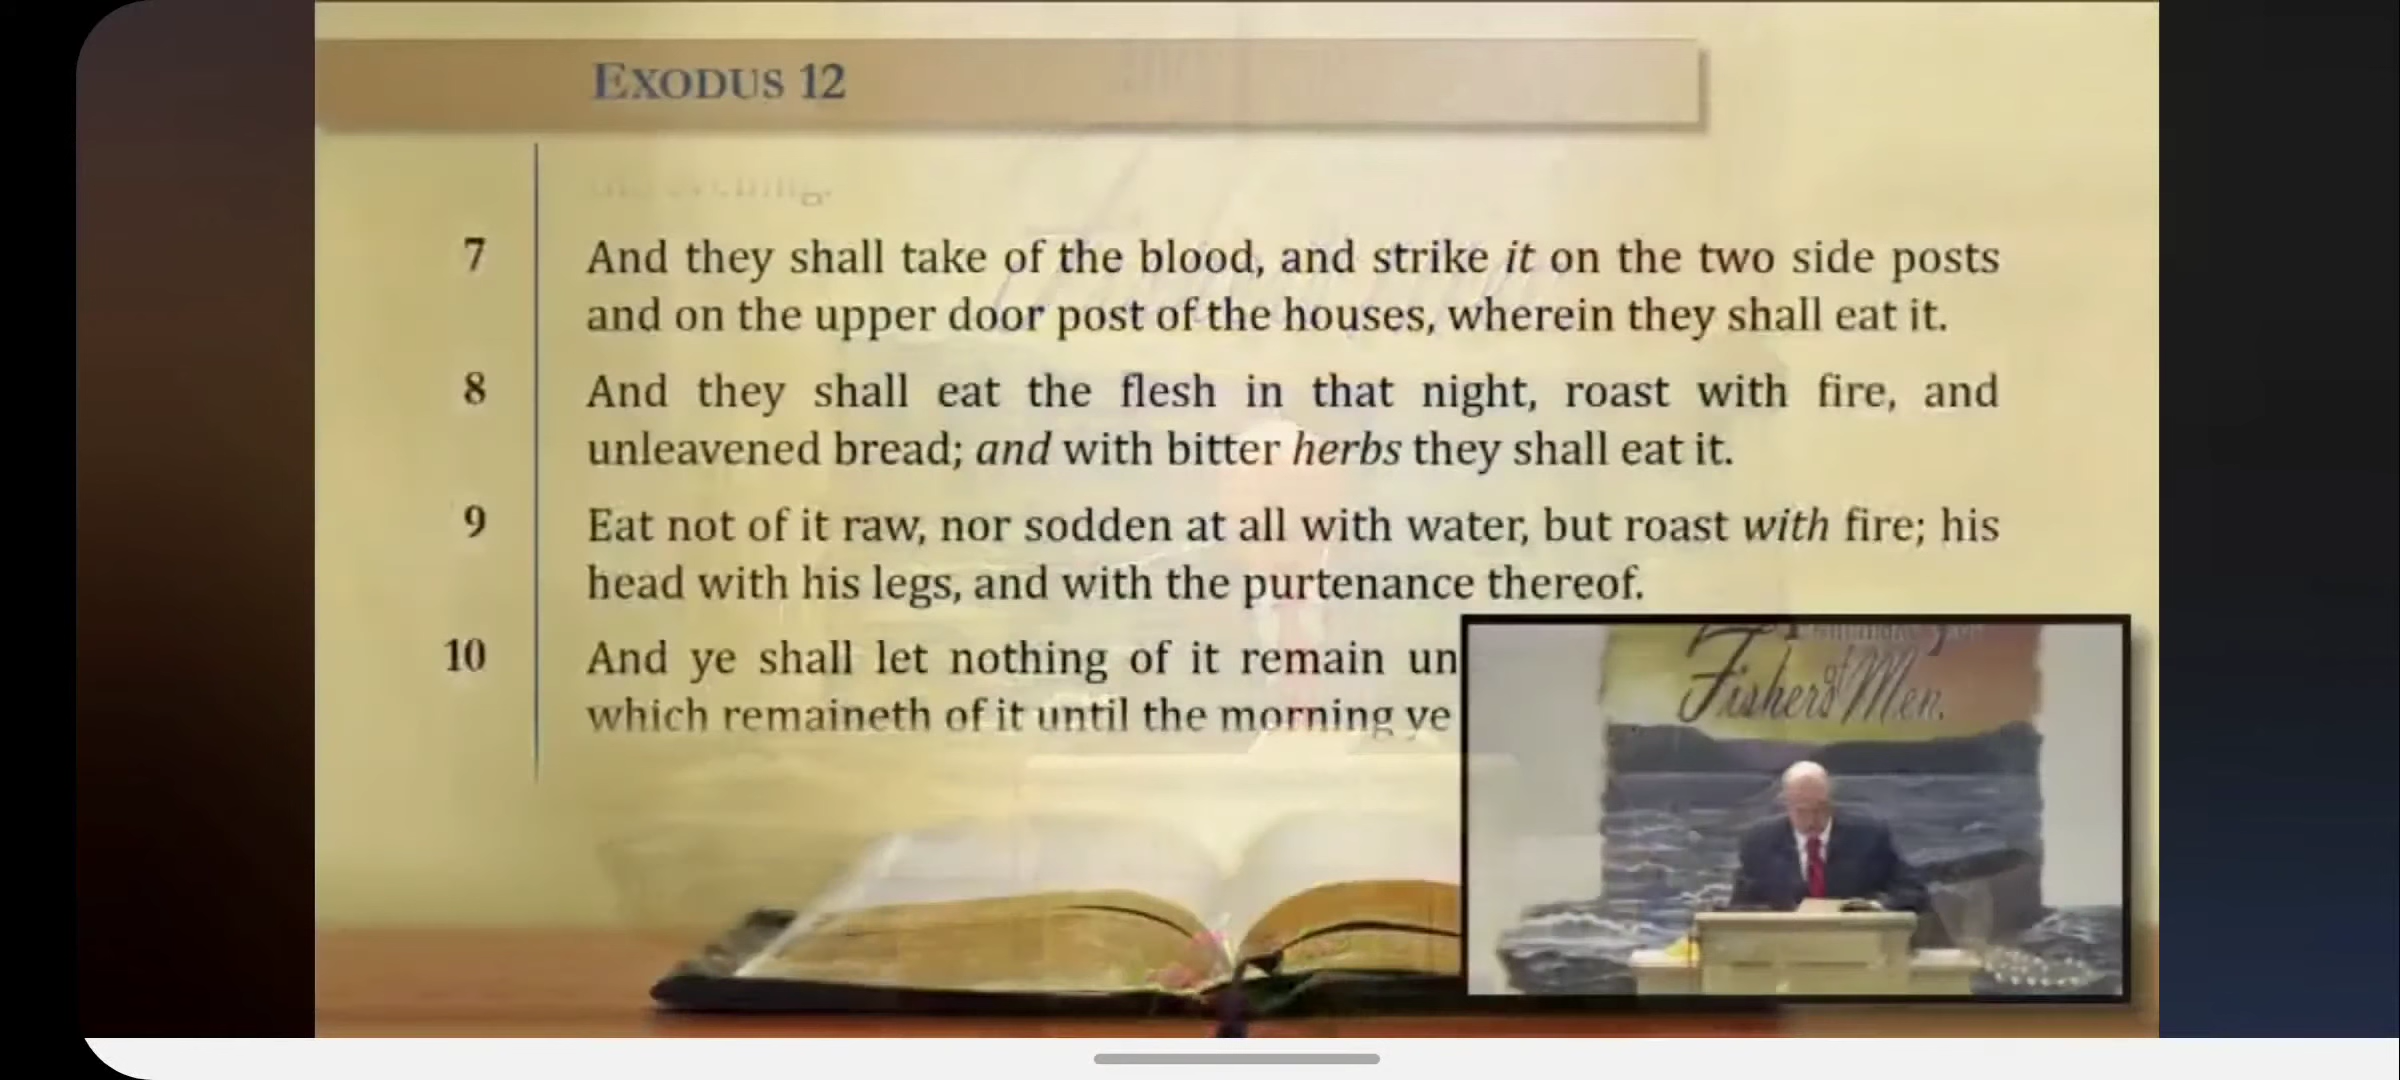 EXODUS 12
7 And they shall take of the blood, and strike it on the two side posts
and on the upper door post of the houses, wherein they shall eat it.
8 And they shall eat the flesh in that night, roast with fire, and
unleavened bread; and with bitter herbs they shall eat it.
9 Eat not of it raw, nor sodden at all with water, but roast with fire; his
head with his legs, and with the purtenance thereof.
10 And ye shall let nothing of it remain un
which remaineth of it until the morning ye
Fishers of Men.